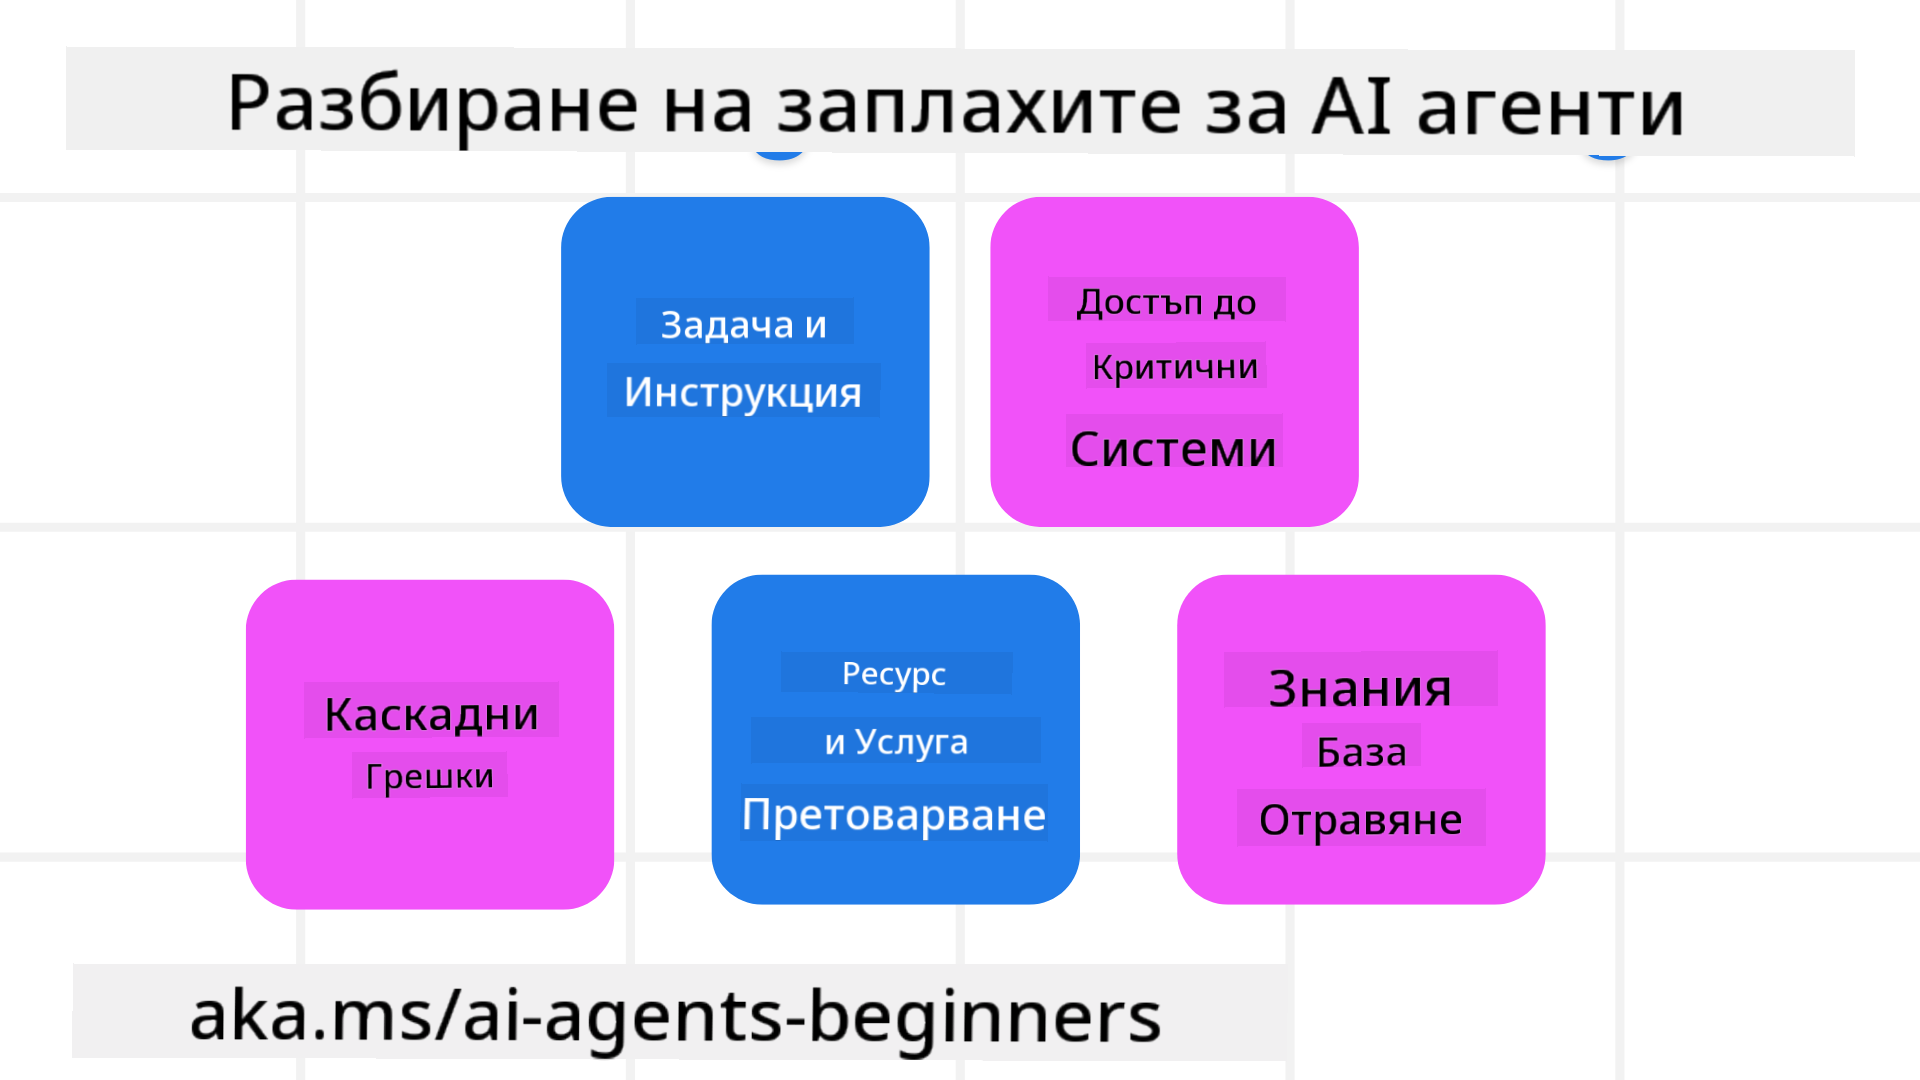 Разбиране на заплахите за AI агенти
Задача и
Инструкция
Достъп до
Критични
Системи
Каскадни
Грешки
Ресурс
и Услуга
Претоварване
Знания
База
Отравяне
aka.ms/ai-agents-beginners